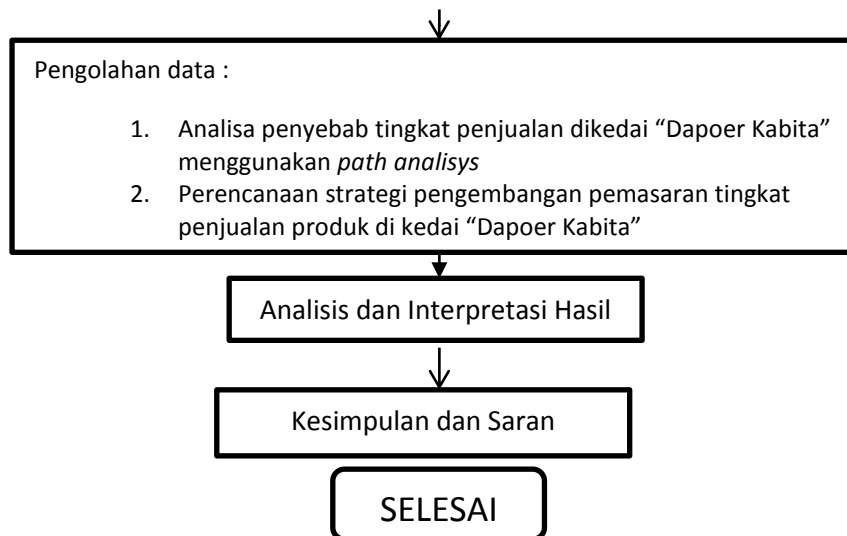 Pengolahan data :
1. Analisa penyebab tingkat penjualan dikedai “Dapoer Kabita”
menggunakan path analisys
2. Perencanaan strategi pengembangan pemasaran tingkat
penjualan produk di kedai “Dapoer Kabita”
Analisis dan Interpretasi Hasil
Kesimpulan dan Saran
SELESAI